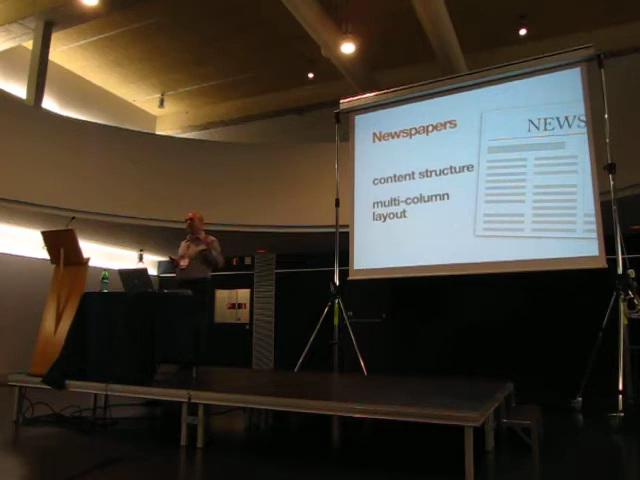 Newspapers
NEWS
content structure
multi-column
layout